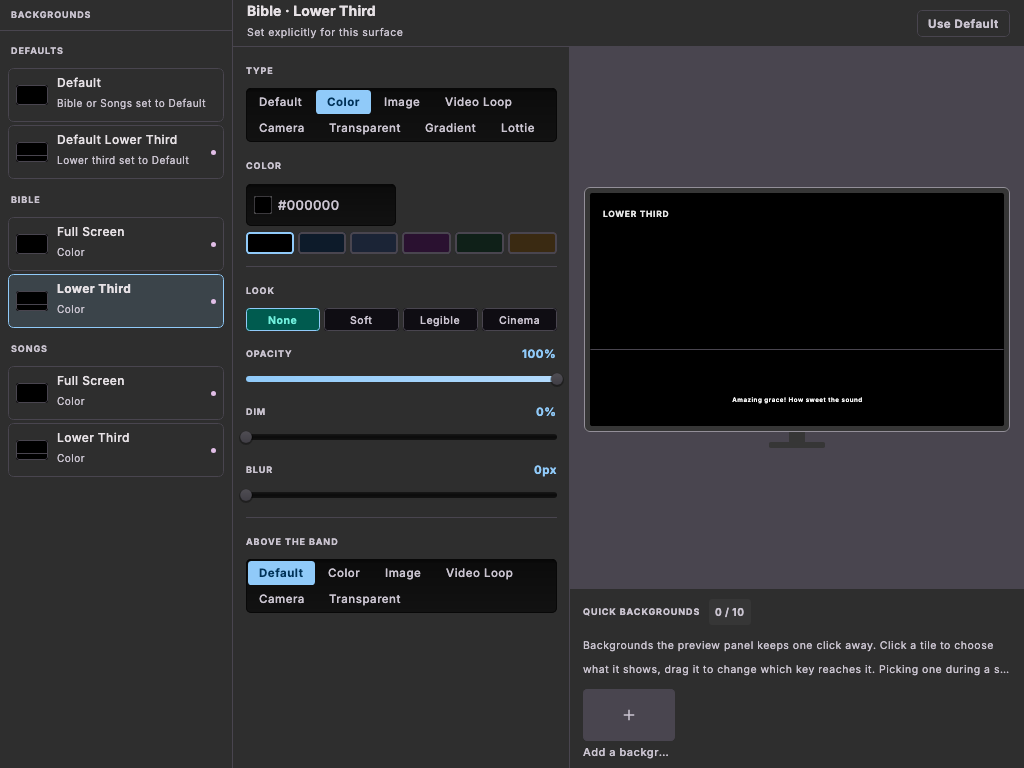 BACKGROUNDS
DEFAULTS
Default
Bible or Songs set to Default
Default Lower Third
Lower third set to Default
BIBLE
Full Screen
Color
Lower Third
Color
SONGS
Full Screen
Color
Lower Third
Color
Bible · Lower Third
Set explicitly for this surface
Use Default
TYPE
Default Color Image Video Loop
Camera Transparent Gradient Lottie
COLOR
#000000
LOOK
None Soft Legible Cinema
OPACITY 100%
DIM 0%
BLUR 0px
ABOVE THE BAND
Default Color Image Video Loop
Camera Transparent
LOWER THIRD
Amazing grace! How sweet the sound
QUICK BACKGROUNDS 0 / 10
Backgrounds the preview panel keeps one click away. Click a tile to choose
what it shows, drag it to change which key reaches it. Picking one during a s...
+
Add a backgr...